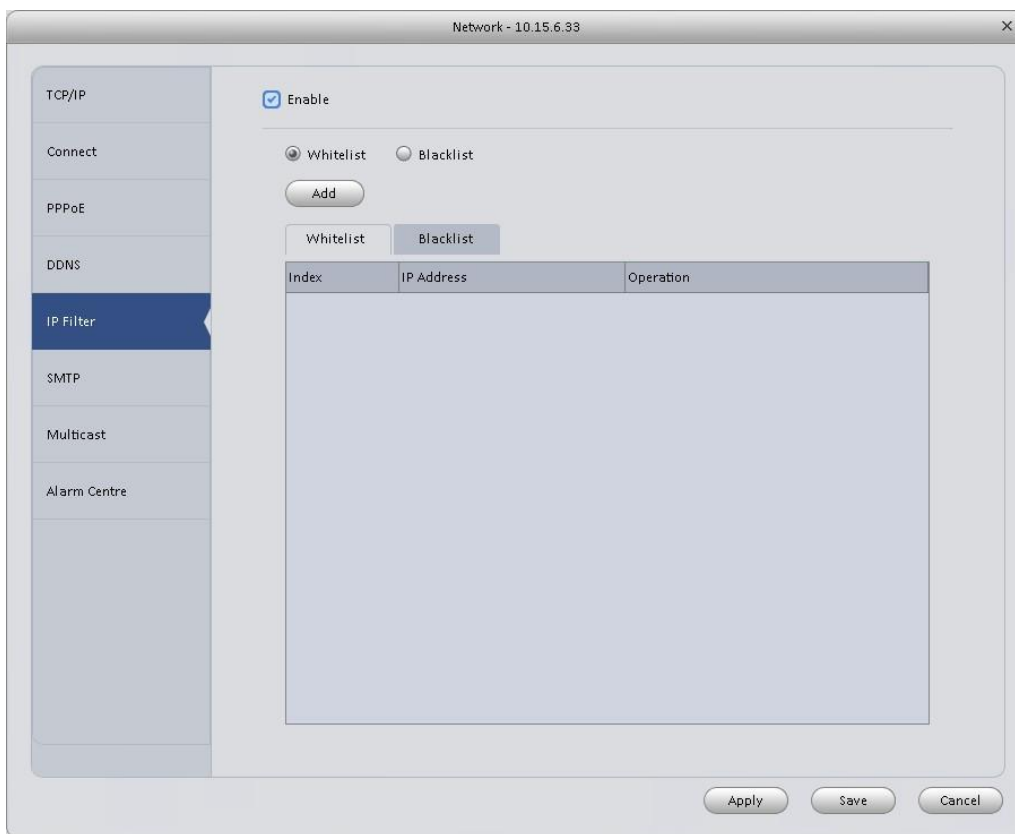 Network - 10.15.6.33
TCP/IP
Connect
PPPoE
DDNS
IP Filter
SMTP
Multicast
Alarm Centre
Enable
Whitelist Blacklist
Add
Whitelist Blacklist
Index IP Address Operation
Apply Save Cancel